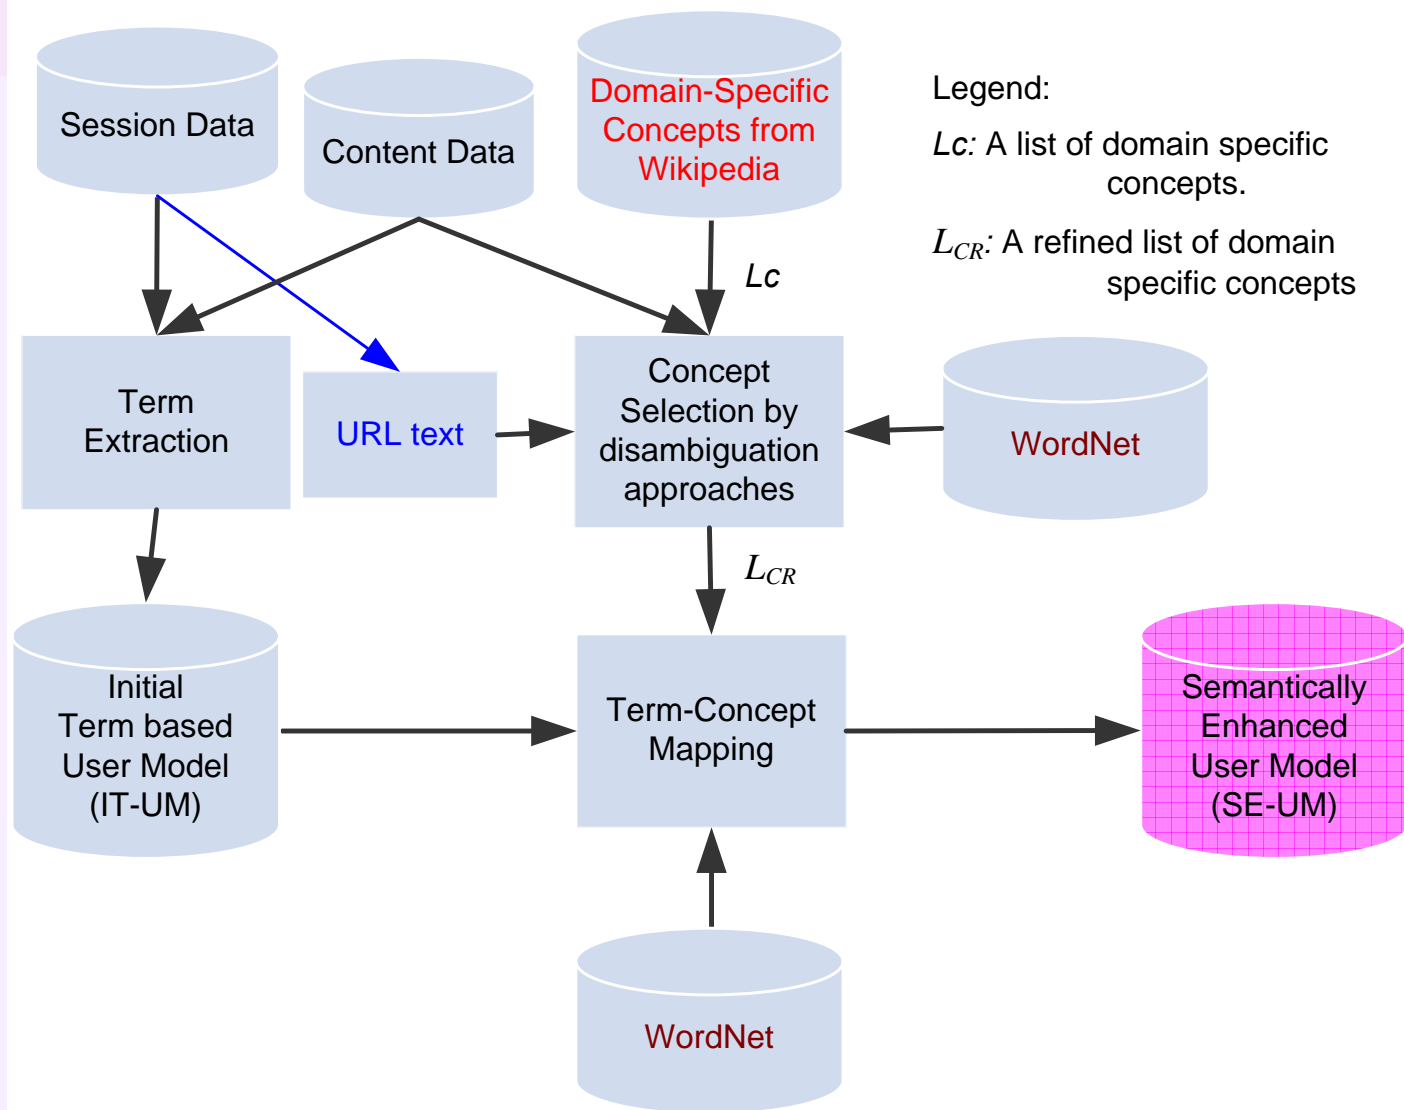 Session Data
Content Data
Domain-Specific
Concepts from
Wikipedia
Legend:
Lc: A list of domain specific
concepts.
L_CR: A refined list of domain
specific concepts
Lc
Term
Extraction
URL text
Concept
Selection by
disambiguation
approaches
WordNet
L_CR
Initial
Term based
User Model
(IT-UM)
Term-Concept
Mapping
Semantically
Enhanced
User Model
(SE-UM)
WordNet